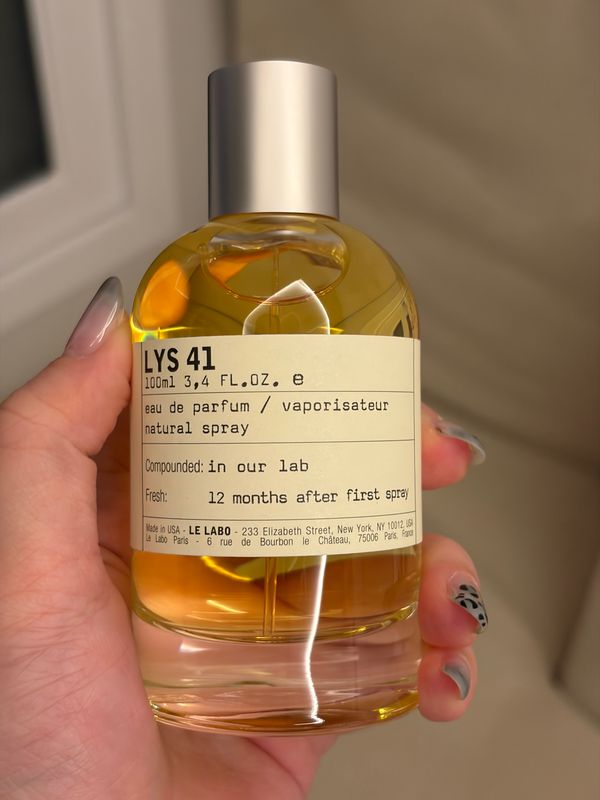 LYS 41
100ml 3,4 FL.OZ. e
eau de parfum / vaporisateur
natural spray
Compounded: in our lab
Fresh: 12 months after first spray
Made in USA - LE LABO - 233 Elizabeth Street, New York, NY 10012, USA
Le Labo Paris - 6 rue de Bourbon le Château, 75006 Paris, France